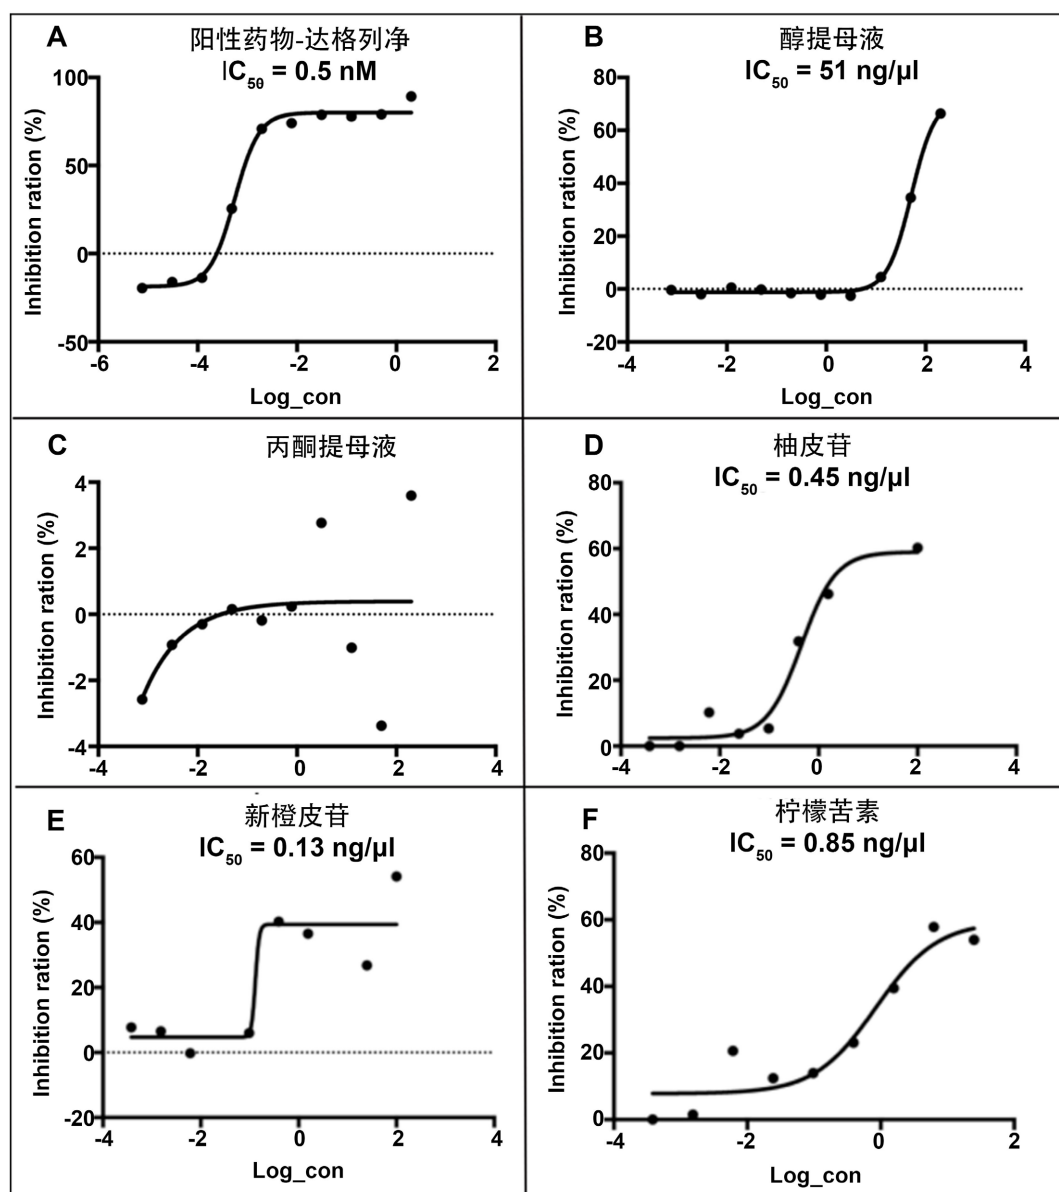 A
阳性药物-达格列净
IC50 = 0.5 nM
Inhibition ration (%)
100
50
0
-50
-6
-4
-2
0
2
Log_con
B
醇提母液
IC50 = 51 ng/μl
Inhibition ration (%)
80
60
40
20
0
-20
-4
-2
0
2
4
Log_con
C
丙酮提母液
Inhibition ration (%)
4
2
0
-2
-4
-4
-2
0
2
4
D
柚皮苷
IC50 = 0.45 ng/μl
Inhibition ration (%)
80
60
40
20
0
-4
-2
0
2
4
E
新橙皮苷
IC50 = 0.13 ng/μl
Inhibition ration (%)
60
40
20
0
-20
-4
-2
0
2
4
Log_con
F
柠檬苦素
IC50 = 0.85 ng/μl
Inhibition ration (%)
80
60
40
20
0
-4
-2
0
2
Log_con